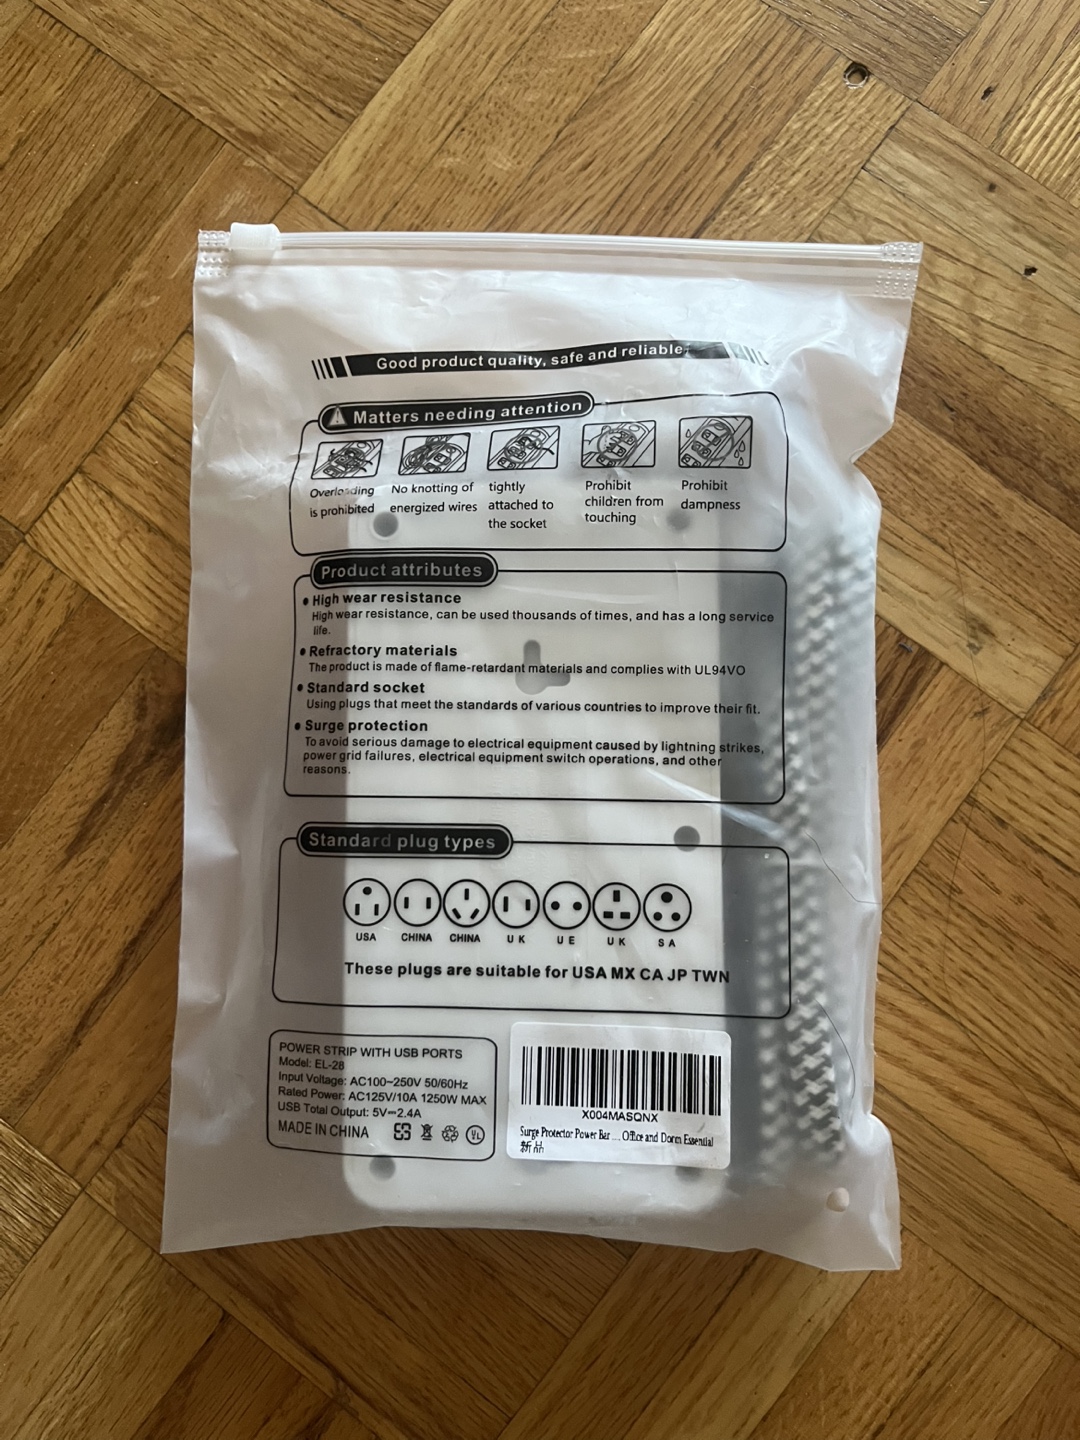 Good product quality, safe and reliable
Matters needing attention
Overloading
is prohibited
No knotting of
energized wires
tightly
attached to
the socket
Prohibit
children from
touching
Prohibit
dampness
Product attributes
• High wear resistance
High wear resistance, can be used thousands of times, and has a long service
life.
• Refractory materials
The product is made of flame-retardant materials and complies with UL94VO
• Standard socket
Using plugs that meet the standards of various countries to improve their fit.
• Surge protection
To avoid serious damage to electrical equipment caused by lightning strikes,
power grid failures, electrical equipment switch operations, and other
reasons.
Standard plug types
USA CHINA CHINA UK UE UK SA
These plugs are suitable for USA MX CA JP TWN
POWER STRIP WITH USB PORTS
Model: EL-28
Input Voltage: AC100~250V 50/60Hz
Rated Power: AC125V/10A 1250W MAX
USB Total Output: 5V⎓2.4A
MADE IN CHINA
UL
X004MASQNX
Surge Protector Power Bar .... Office and Dorm Essential
新品